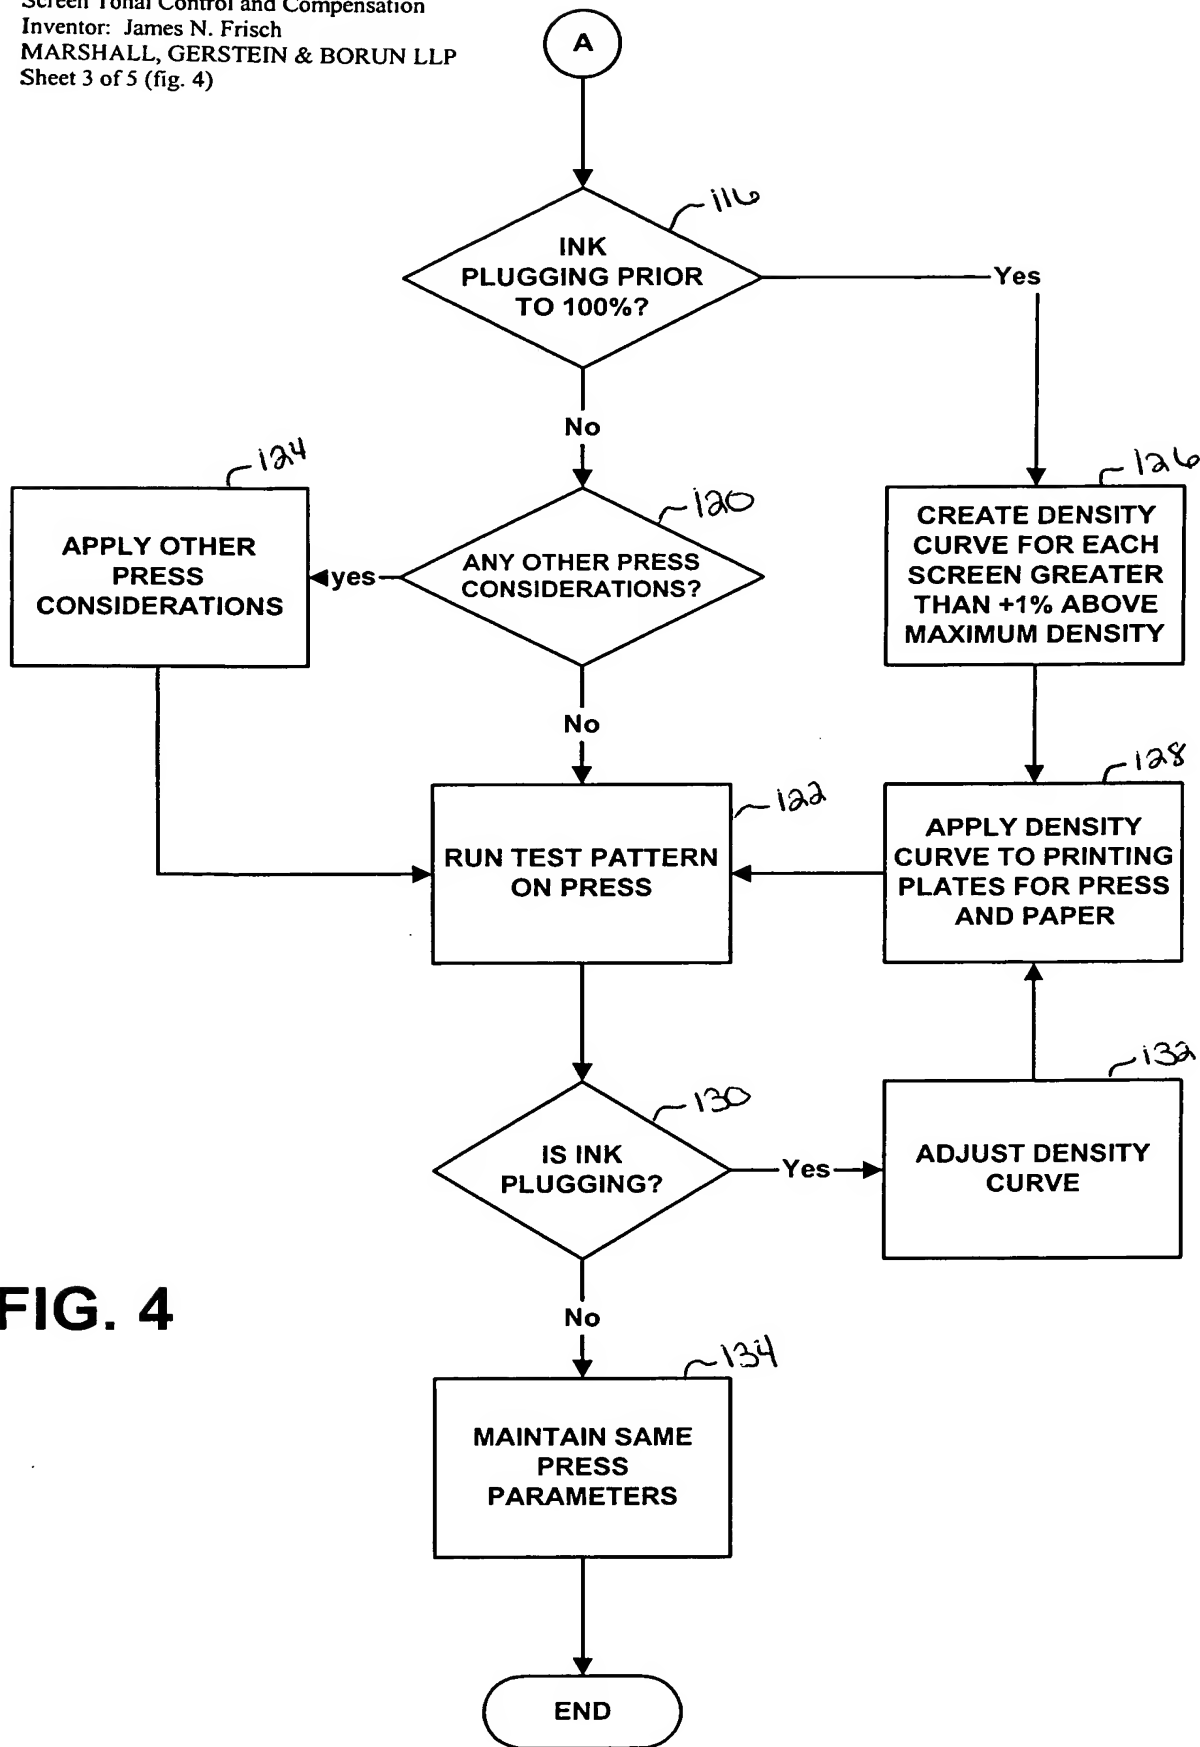 Screen Tonal Control and Compensation
Inventor: James N. Frisch
MARSHALL, GERSTEIN & BORUN LLP
Sheet 3 of 5 (fig. 4)
A
116
INK
PLUGGING PRIOR
TO 100%?
Yes
No
124
APPLY OTHER
PRESS
CONSIDERATIONS
yes
120
ANY OTHER PRESS
CONSIDERATIONS?
126
CREATE DENSITY
CURVE FOR EACH
SCREEN GREATER
THAN +1% ABOVE
MAXIMUM DENSITY
No
122
RUN TEST PATTERN
ON PRESS
128
APPLY DENSITY
CURVE TO PRINTING
PLATES FOR PRESS
AND PAPER
130
IS INK
PLUGGING?
Yes
132
ADJUST DENSITY
CURVE
FIG. 4
No
134
MAINTAIN SAME
PRESS
PARAMETERS
END